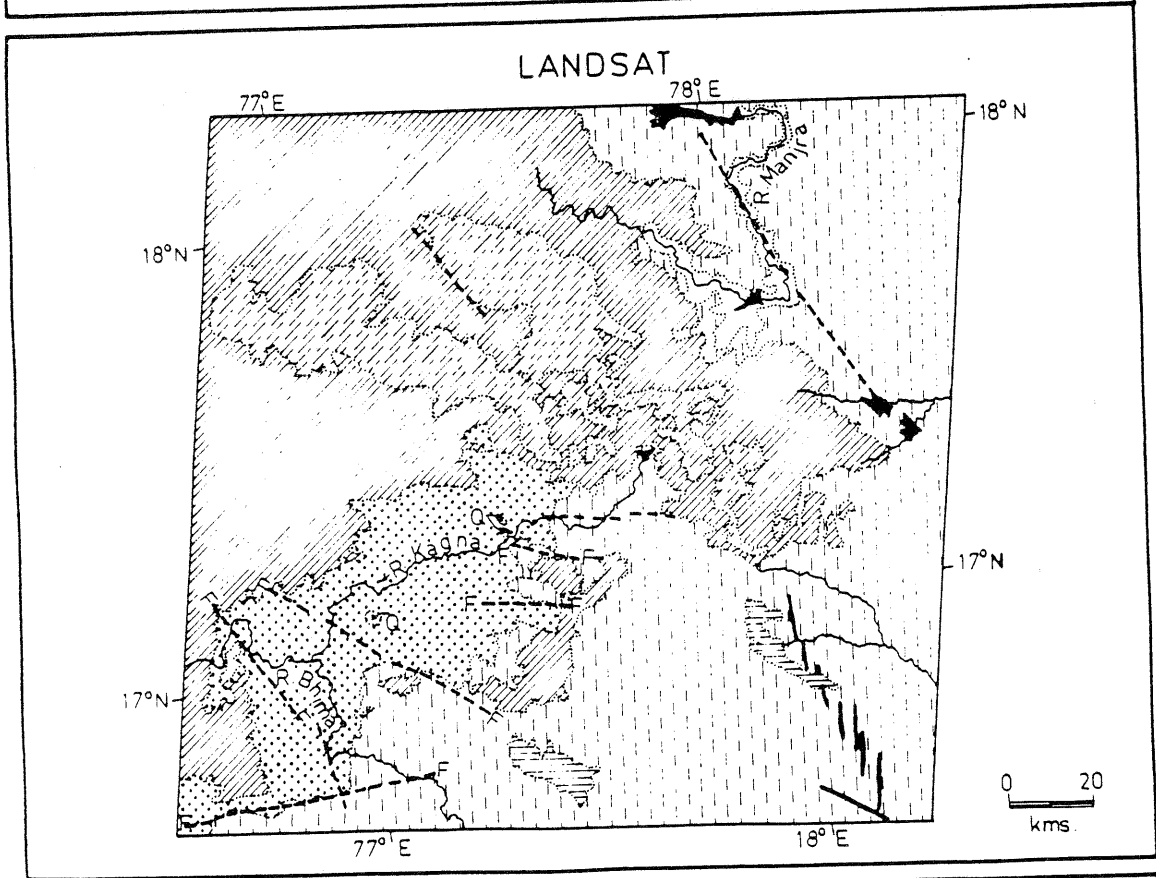 LANDSAT
77°E
78°E
18°N
R. Manjra
18°N
Q
R. Kagna
F
F
17°N
F
F
Q
17°N
R. Bhima
F
F
F
F
0 20
kms.
77°E
18°E